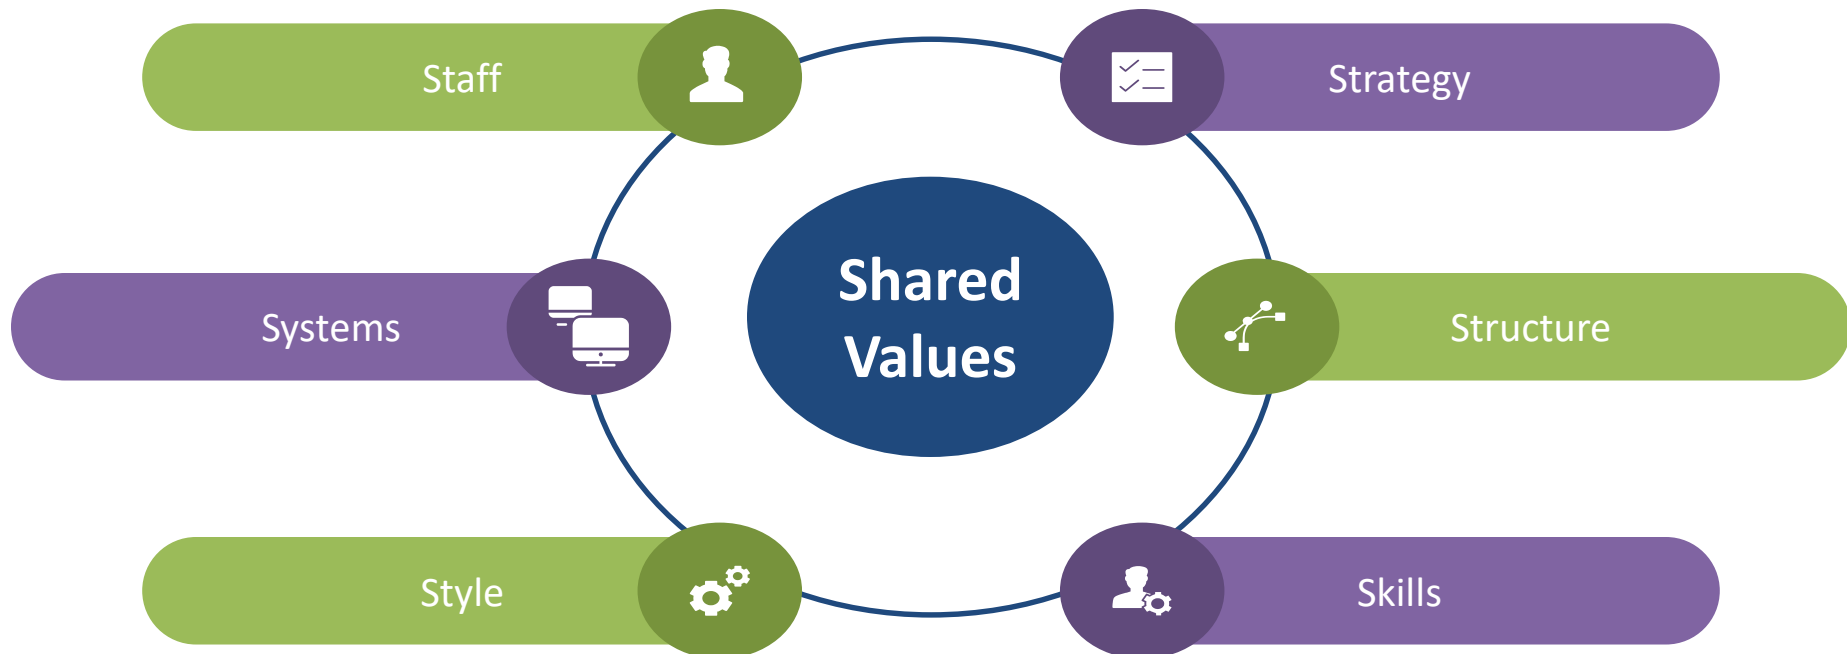 Staff
Strategy
Shared
Values
Systems
Structure
Style
Skills